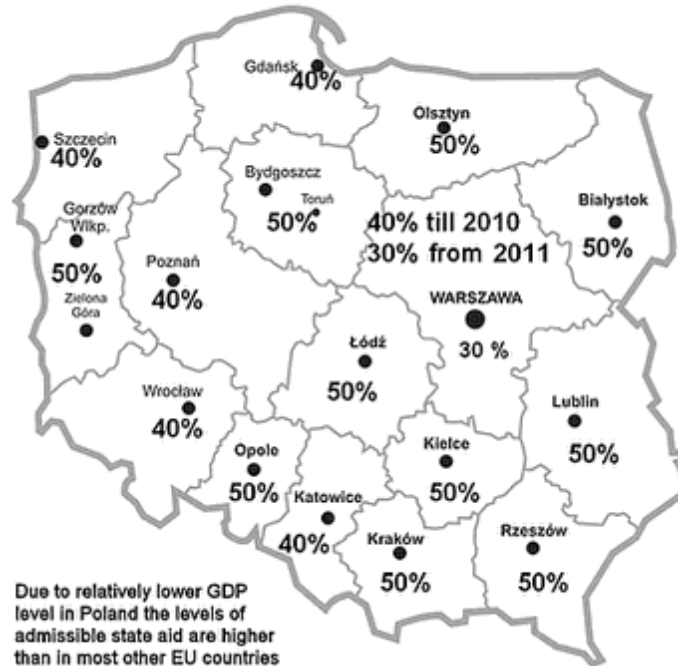 Gdańsk
40%
Olsztyn
50%
Szczecin
40%
Bydgoszcz
Toruń
50%
40% till 2010
30% from 2011
Białystok
50%
Gorzów
Wlkp.
50%
Zielona
Góra
Poznań
40%
WARSZAWA
30 %
Łódź
50%
Wrocław
40%
Lublin
50%
Opole
50%
Kielce
50%
Katowice
40%
Kraków
50%
Rzeszów
50%
Due to relatively lower GDP
level in Poland the levels of
admissible state aid are higher
than in most other EU countries